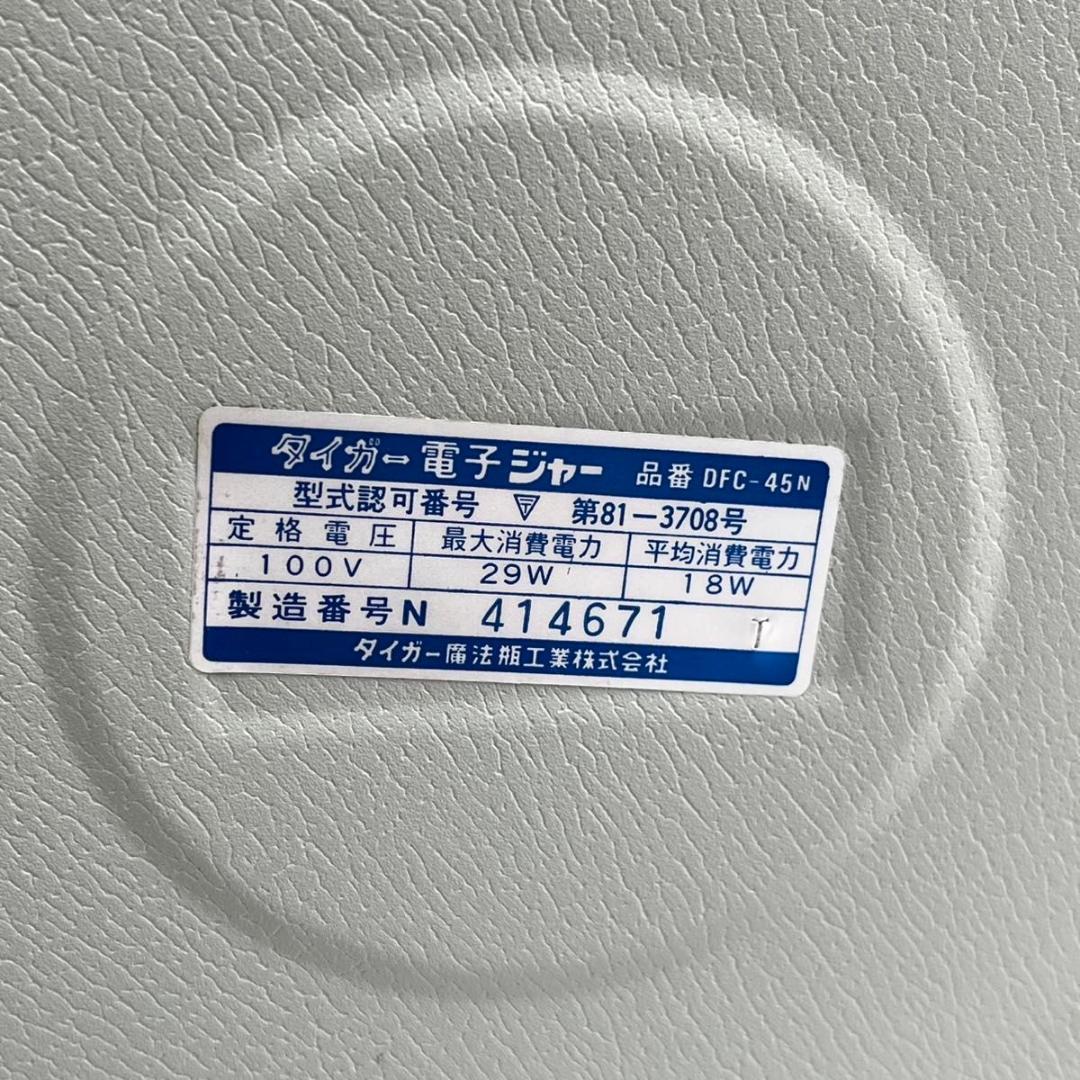 タイガー電子ジャー 品番 DFC-45N
型式認可番号 〒 第81-3708号
定格電圧 最大消費電力 平均消費電力
100V 29W 18W
製造番号N 414671 T
タイガー魔法瓶工業株式会社